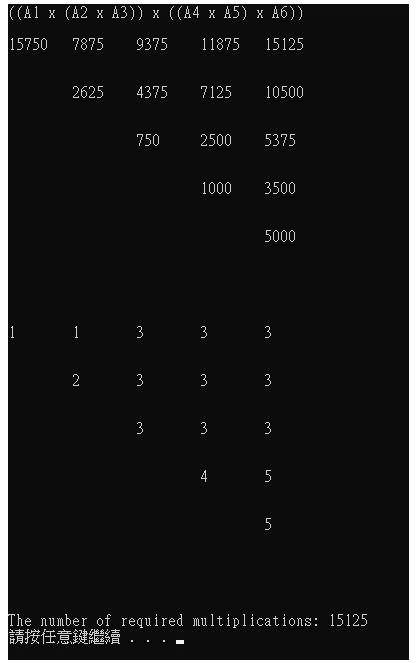 ((A1 x (A2 x A3)) x ((A4 x A5) x A6))
15750 7875 9375 11875 15125
2625 4375 7125 10500
750 2500 5375
1000 3500
5000
1 1 3 3 3
2 3 3 3
3 3 3
4 5
5
The number of required multiplications: 15125
請按任意鍵繼續 . . .